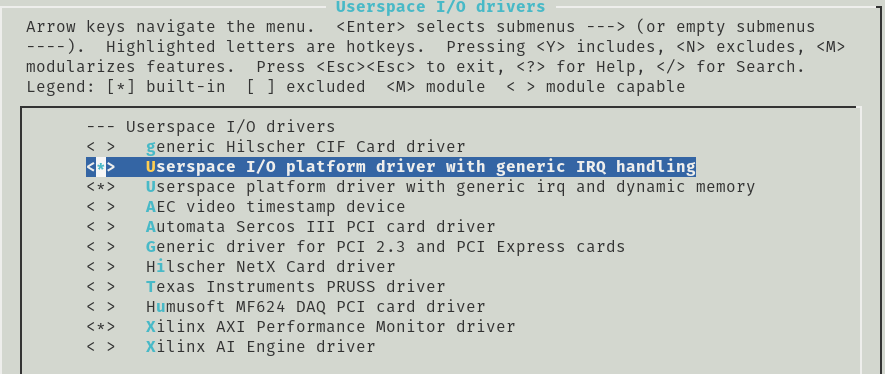 Userspace I/O drivers
Arrow keys navigate the menu.  <Enter> selects submenus ---> (or empty submenus
----).  Highlighted letters are hotkeys.  Pressing <Y> includes, <N> excludes, <M>
modularizes features.  Press <Esc><Esc> to exit, <?> for Help, </> for Search.
Legend: [*] built-in  [ ] excluded  <M> module  < > module capable
--- Userspace I/O drivers
< >   generic Hilscher CIF Card driver
<*>   Userspace I/O platform driver with generic IRQ handling
<*>   Userspace platform driver with generic irq and dynamic memory
< >   AEC video timestamp device
< >   Automata Sercos III PCI card driver
< >   Generic driver for PCI 2.3 and PCI Express cards
< >   Hilscher NetX Card driver
< >   Texas Instruments PRUSS driver
< >   Humusoft MF624 DAQ PCI card driver
<*>   Xilinx AXI Performance Monitor driver
< >   Xilinx AI Engine driver